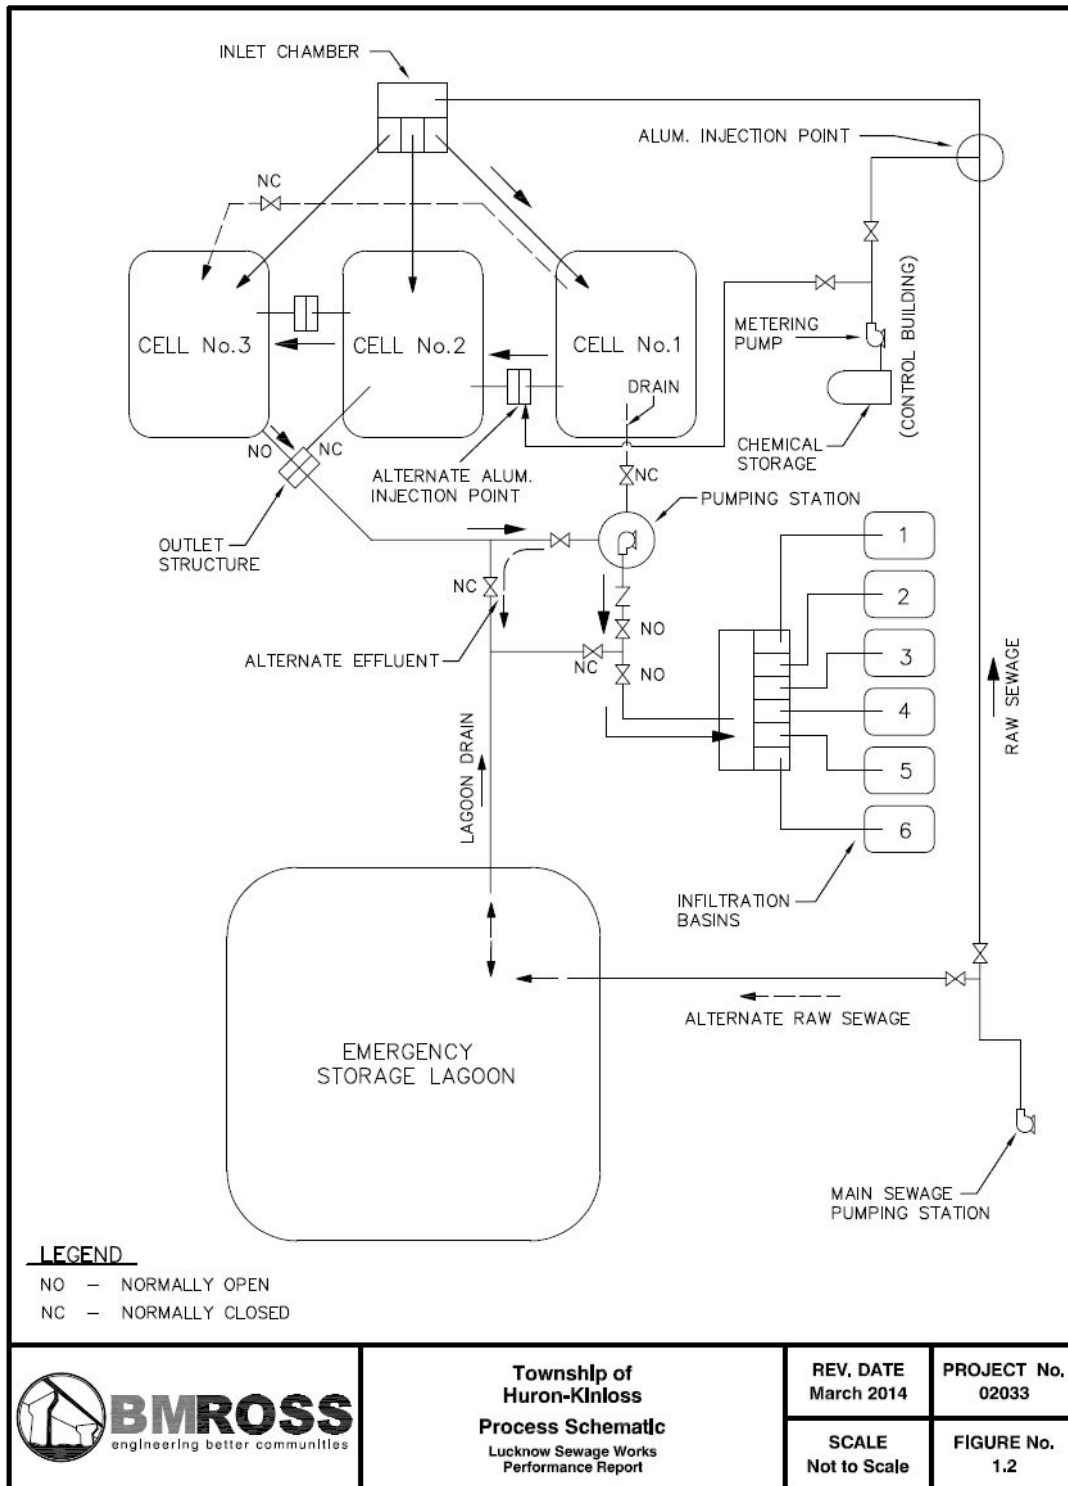 INLET CHAMBER
ALUM. INJECTION POINT
NC
CELL No.3
CELL No.2
CELL No.1
METERING
PUMP
(CONTROL BUILDING)
DRAIN
CHEMICAL
STORAGE
NO
NC
ALTERNATE ALUM.
INJECTION POINT
NC
PUMPING STATION
OUTLET
STRUCTURE
NC
ALTERNATE EFFLUENT
NO
NC
NO
1
2
3
4
5
6
RAW SEWAGE
LAGOON DRAIN
INFILTRATION
BASINS
ALTERNATE RAW SEWAGE
EMERGENCY
STORAGE LAGOON
MAIN SEWAGE
PUMPING STATION
LEGEND
NO – NORMALLY OPEN
NC – NORMALLY CLOSED
BMROSS
engineering better communities
Township of
Huron-Kinloss
Process Schematic
Lucknow Sewage Works
Performance Report
REV. DATE
March 2014
PROJECT No.
02033
SCALE
Not to Scale
FIGURE No.
1.2